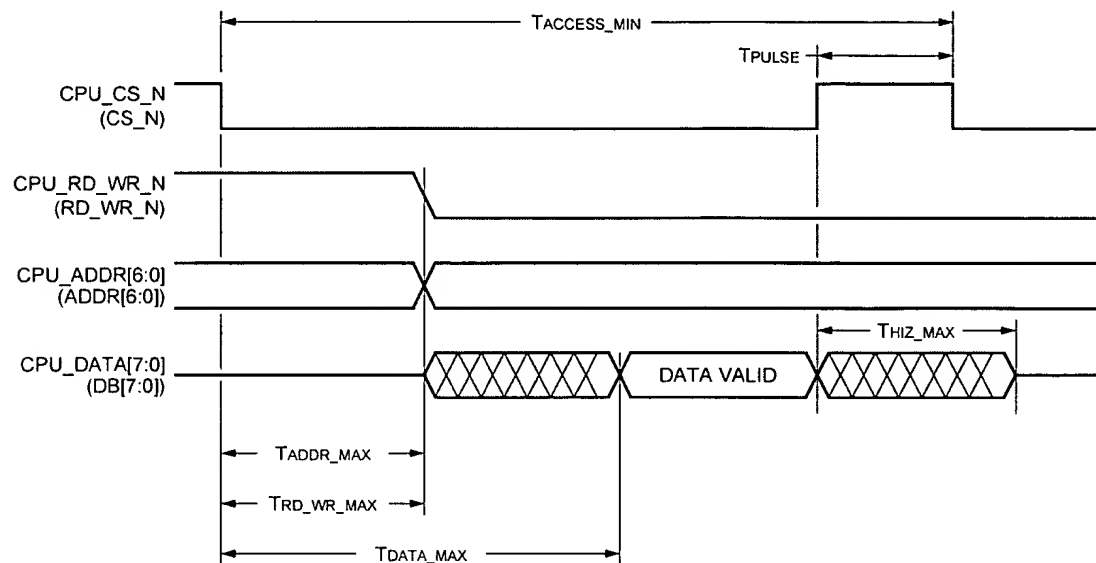 TACCESS_MIN
TPULSE
CPU_CS_N
(CS_N)
CPU_RD_WR_N
(RD_WR_N)
CPU_ADDR[6:0]
(ADDR[6:0])
THIZ_MAX
CPU_DATA[7:0]
(DB[7:0])
DATA VALID
TADDR_MAX
TRD_WR_MAX
TDATA_MAX